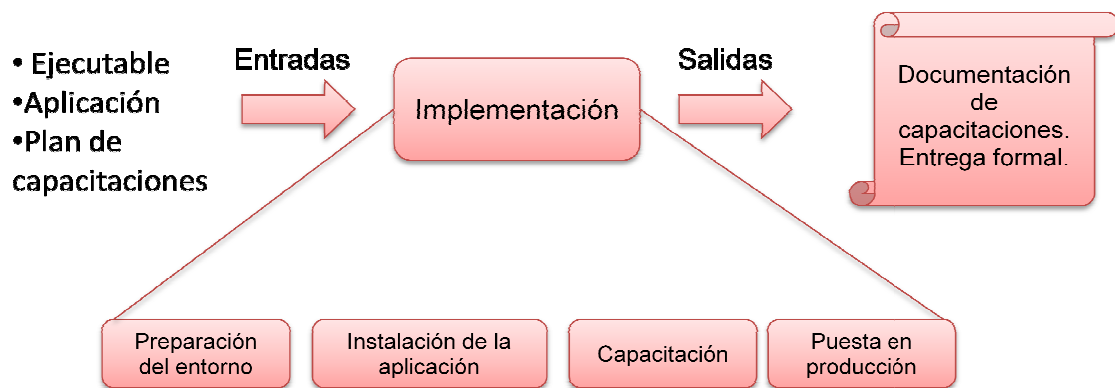 • Ejecutable
•Aplicación
•Plan de
capacitaciones
Entradas
Implementación
Salidas
Documentación
de
capacitaciones.
Entrega formal.
Preparación
del entorno
Instalación de la
aplicación
Capacitación
Puesta en
producción